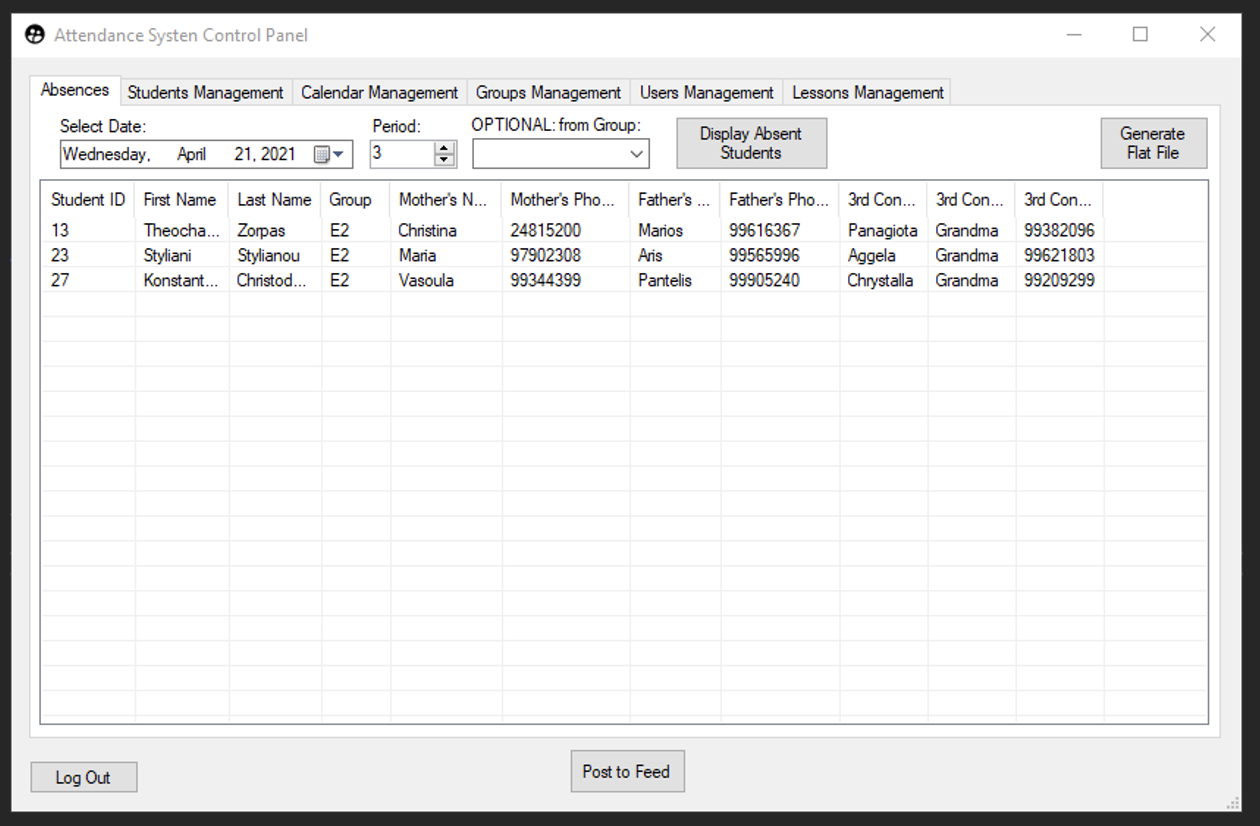 Attendance Systen Control Panel
Absences Students Management Calendar Management Groups Management Users Management Lessons Management
Select Date: Period: OPTIONAL: from Group: Display Absent Students Generate Flat File
Wednesday, April 21, 2021 3
Student ID First Name Last Name Group Mother's N... Mother's Pho... Father's ... Father's Pho... 3rd Con... 3rd Con... 3rd Con...
13 Theocha... Zorpas E2 Christina 24815200 Marios 99616367 Panagiota Grandma 99382096
23 Styliani Stylianou E2 Maria 97902308 Aris 99565996 Aggela Grandma 99621803
27 Konstant... Christod... E2 Vasoula 99344399 Pantelis 99905240 Chrystalla Grandma 99209299
Log Out Post to Feed